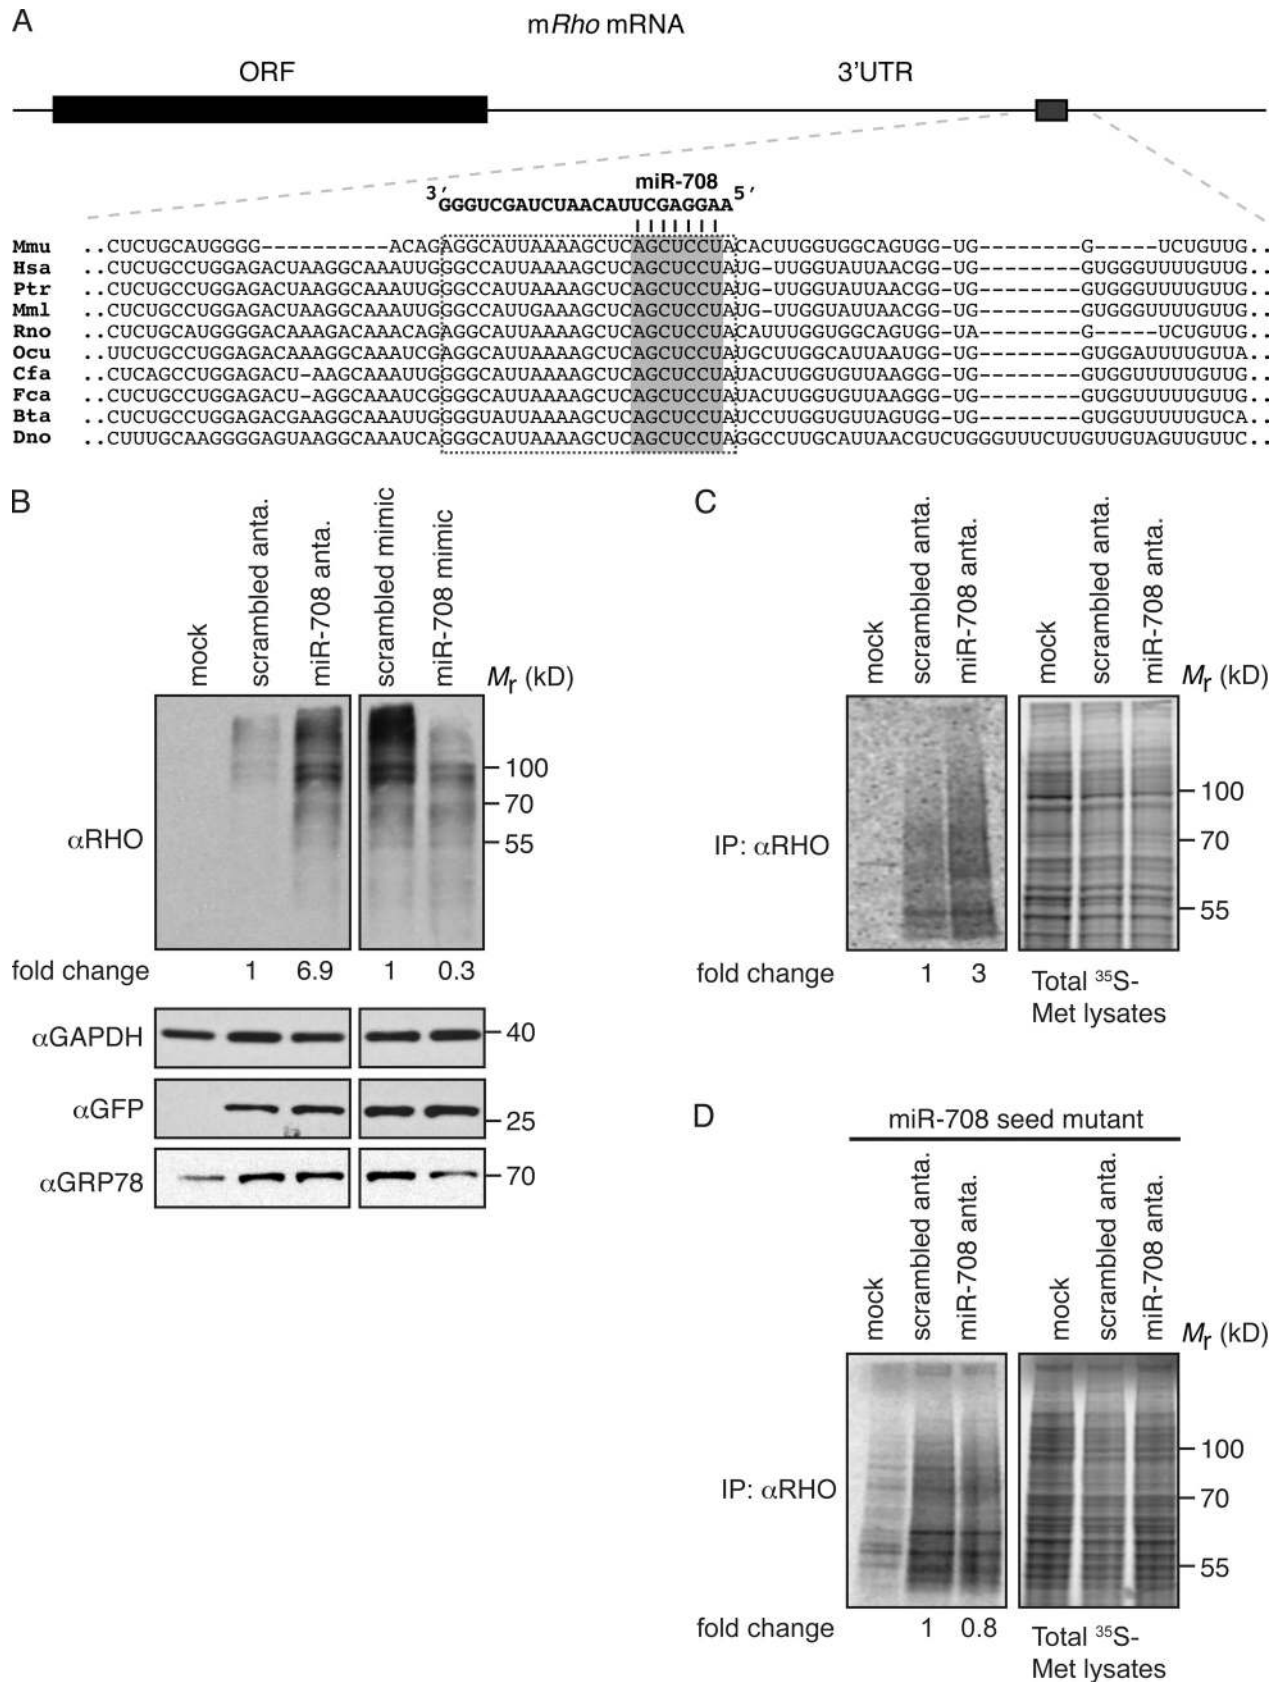 A
mRho mRNA
ORF
3'UTR
miR-708
3' GGGUCGAUCUAACAUUCGAGGAA 5'
Mmu ..CUCUGCAUGGGG----------ACAGAGGCAUUAAAAGCUCAGCUCCUACACUUGGUGGCAGUGG-UG--------G-----UCUGUUG..
Hsa ..CUCUGCCUGGAGACUAAGGCAAAUUGGGCCAUUAAAAGCUCAGCUCCUAUG-UUGGUAUUAACGG-UG--------GUGGGUUUUGUUG..
Ptr ..CUCUGCCUGGAGACUAAGGCAAAUUGGGCCAUUAAAAGCUCAGCUCCUAUG-UUGGUAUUAACGG-UG--------GUGGGUUUUGUUG..
Mml ..CUCUGCCUGGAGACUAAGGCAAAUUGGGCCAUUGAAAGCUCAGCUCCUAUG-UUGGUAUUAACGG-UG--------GUGGGUUUUGUUG..
Rno ..CUCUGCAUGGGGACAAAGACAAACAGAGGCAUUAAAAGCUCAGCUCCUACAUUUGGUGGCAGUGG-UA--------G-----UCUGUUG..
Ocu ..UUCUGCCUGGAGACAAAGGCAAAUCGAGGCAUUAAAAGCUCAGCUCCUAUGCUUGGCAUUAAUGG-UG--------GUGGAUUUUGUUA..
Cfa ..CUCAGCCUGGAGACU-AAGCAAAUUGGGGCAUUAAAAGCUCAGCUCCUAUACUUGGUGUUAAGGG-UG--------GUGGUUUUGUUG..
Fca ..CUCUGCCUGGAGACU-AGGCAAAUCGGGGCAUUAAAAGCUCAGCUCCUAUACUUGGUGUUAAGGG-UG--------GUGGUUUUGUUG..
Bta ..CUCUGCCUGGAGACGAAGGCAAAUUGGGGUAUUAAAAGCUCAGCUCCUAUCCUUGGUGUUAGUGG-UG--------GUGGUUUUGUCA..
Dno ..CUUUGCAAGGGGAGUAAGGCAAAUCAGGGCAUUAAAAGCUCAGCUCCUAGGCCUUGCAUUAACGUCUGGGUUUCUUGUUGUAGUUGUUC..
B
mock
scrambled anta.
miR-708 anta.
scrambled mimic
miR-708 mimic
Mr (kD)
100
70
55
αRHO
fold change 1 6.9 1 0.3
αGAPDH 40
αGFP 25
αGRP78 70
C
mock
scrambled anta.
miR-708 anta.
mock
scrambled anta.
miR-708 anta.
Mr (kD)
100
70
55
IP: αRHO
fold change 1 3
Total 35S-
Met lysates
D
miR-708 seed mutant
mock
scrambled anta.
miR-708 anta.
mock
scrambled anta.
miR-708 anta.
Mr (kD)
100
70
55
IP: αRHO
fold change 1 0.8
Total 35S-
Met lysates